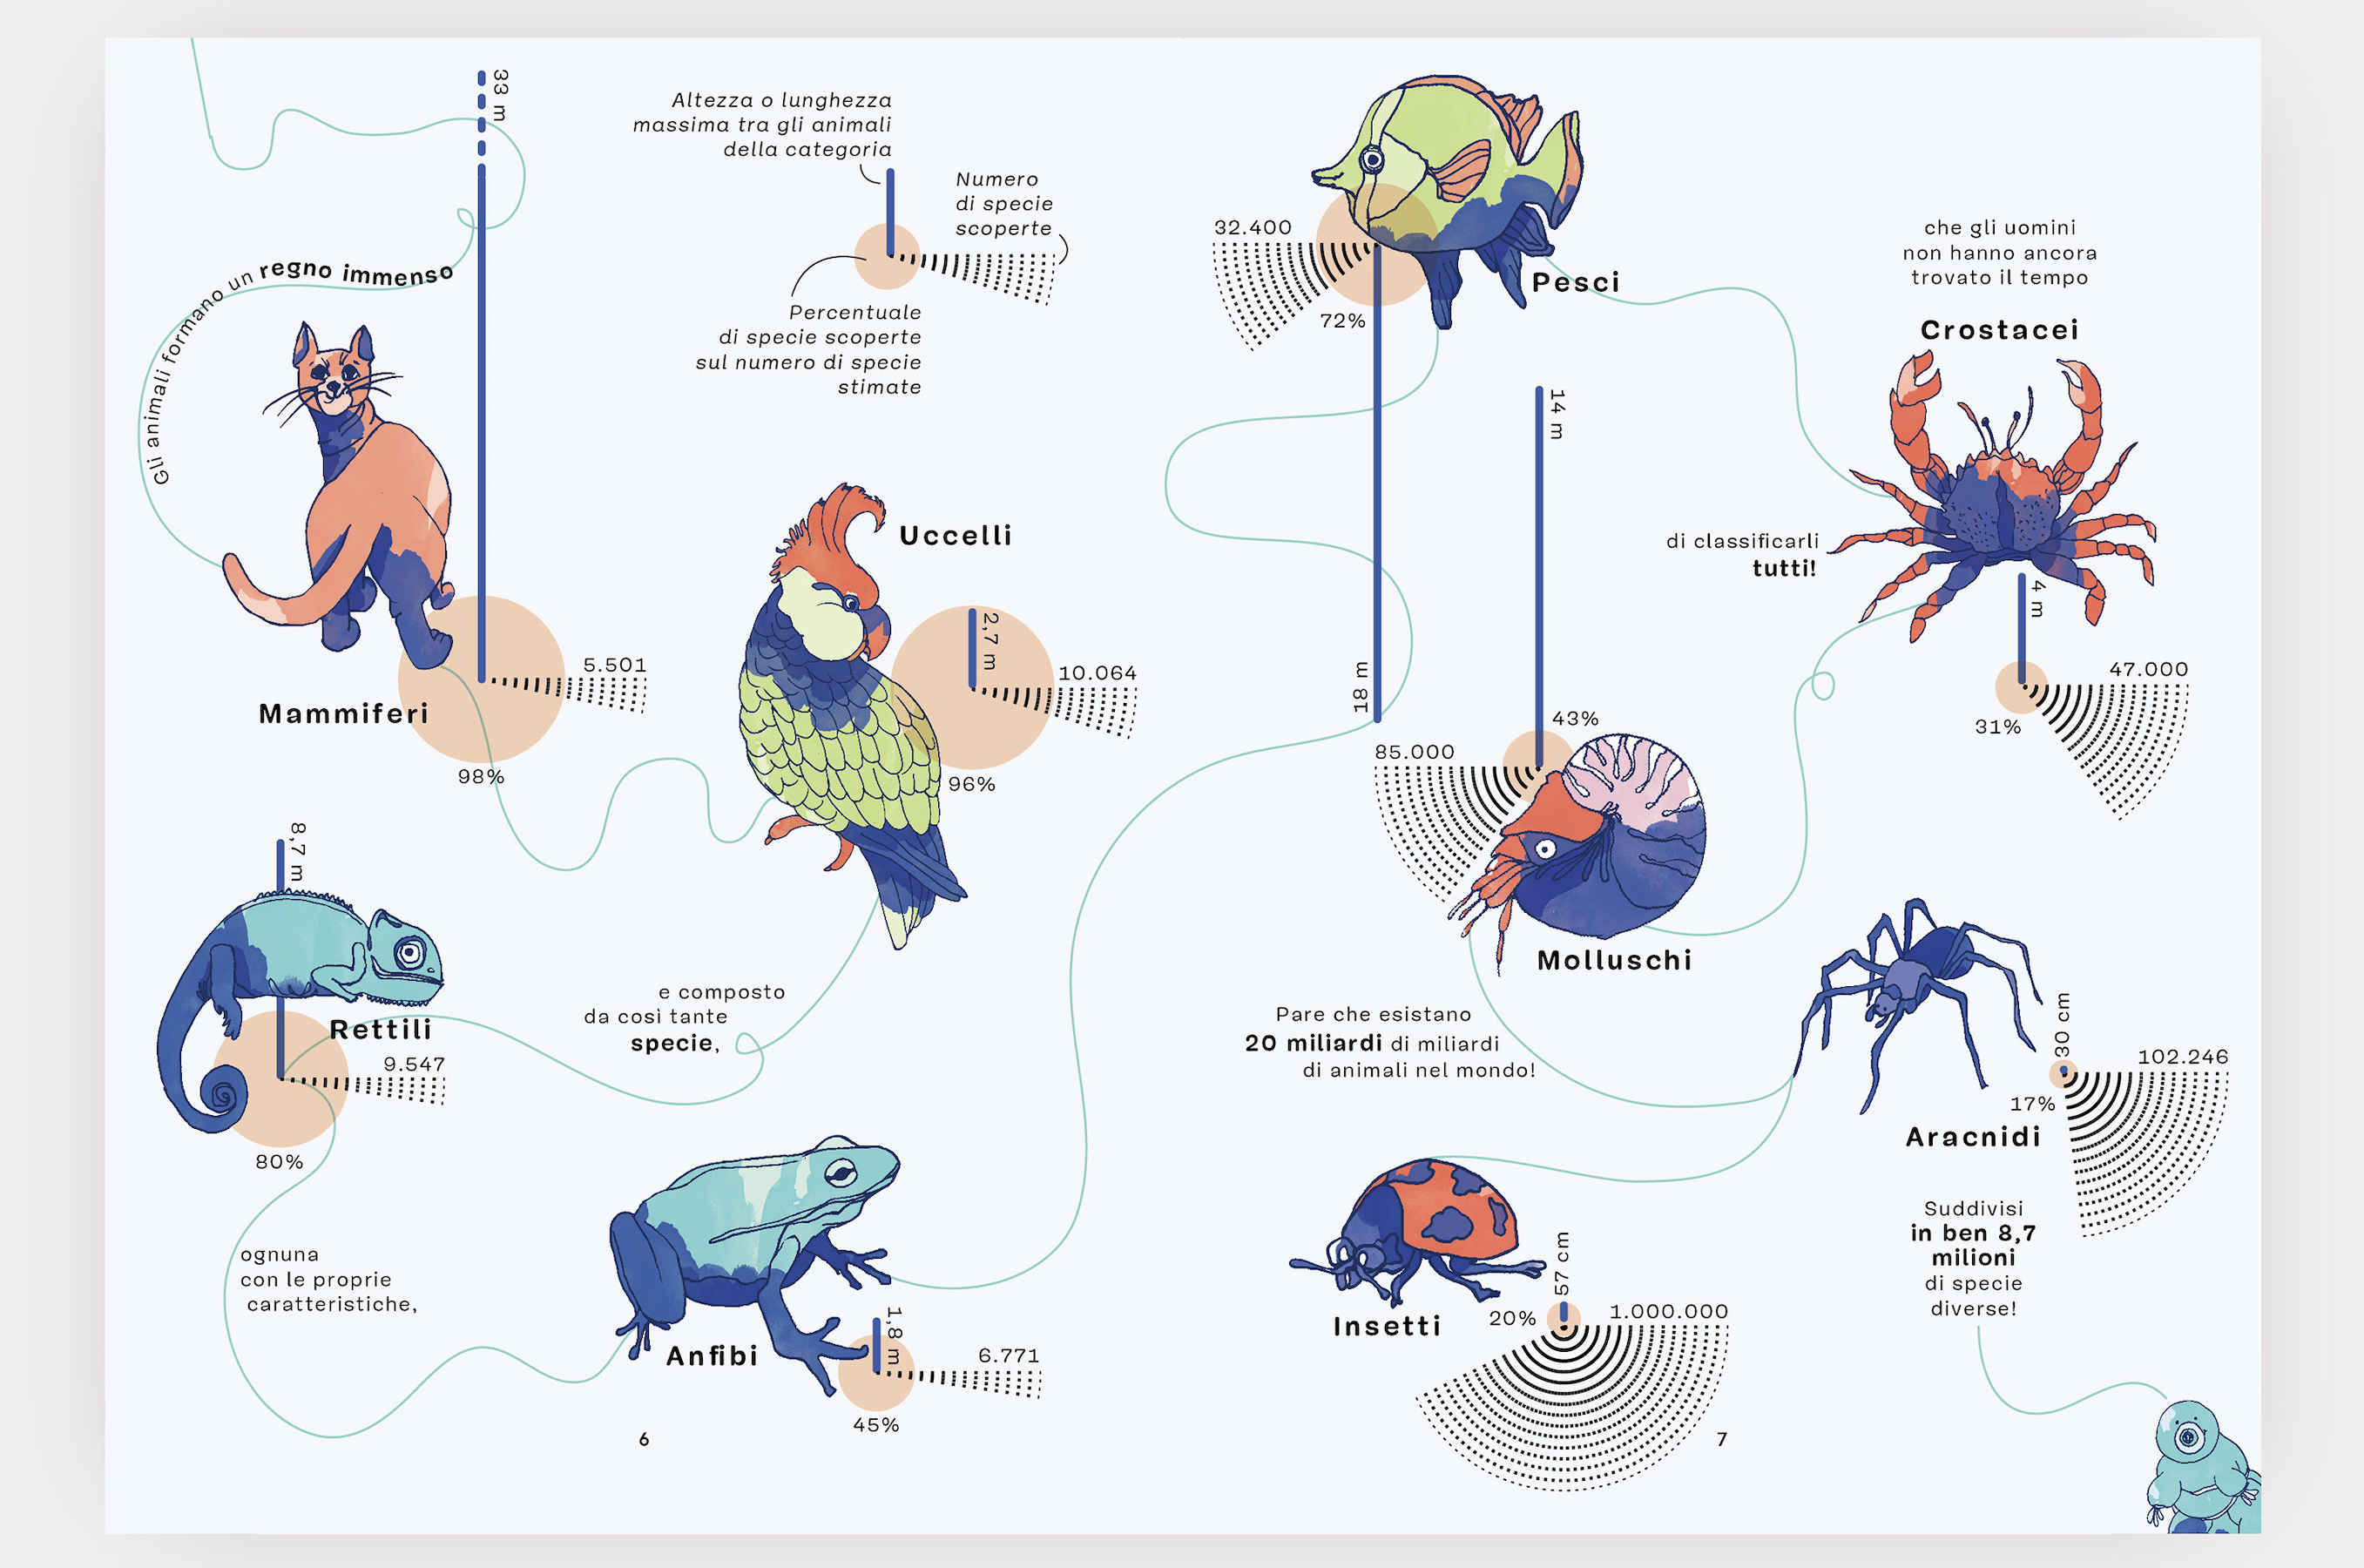 33 m
Altezza o lunghezza
massima tra gli animali
della categoria
Numero
di specie
scoperte
Percentuale
di specie scoperte
sul numero di specie
stimate
Gli animali formano un regno immenso
Mammiferi
5.501
98%
Uccelli
2,7 m
10.064
96%
8,7 m
Rettili
9.547
80%
e composto
da così tante
specie,
ognuna
con le proprie
caratteristiche,
Anfibi
1,8 m
6.771
45%
6
32.400
72%
Pesci
18 m
che gli uomini
non hanno ancora
trovato il tempo
Crostacei
di classificarli
tutti!
4 m
47.000
31%
14 m
43%
85.000
Molluschi
Pare che esistano
20 miliardi di miliardi
di animali nel mondo!
30 cm
102.246
17%
Aracnidi
Suddivisi
in ben 8,7
milioni
di specie
diverse!
57 cm
20%
1.000.000
Insetti
7